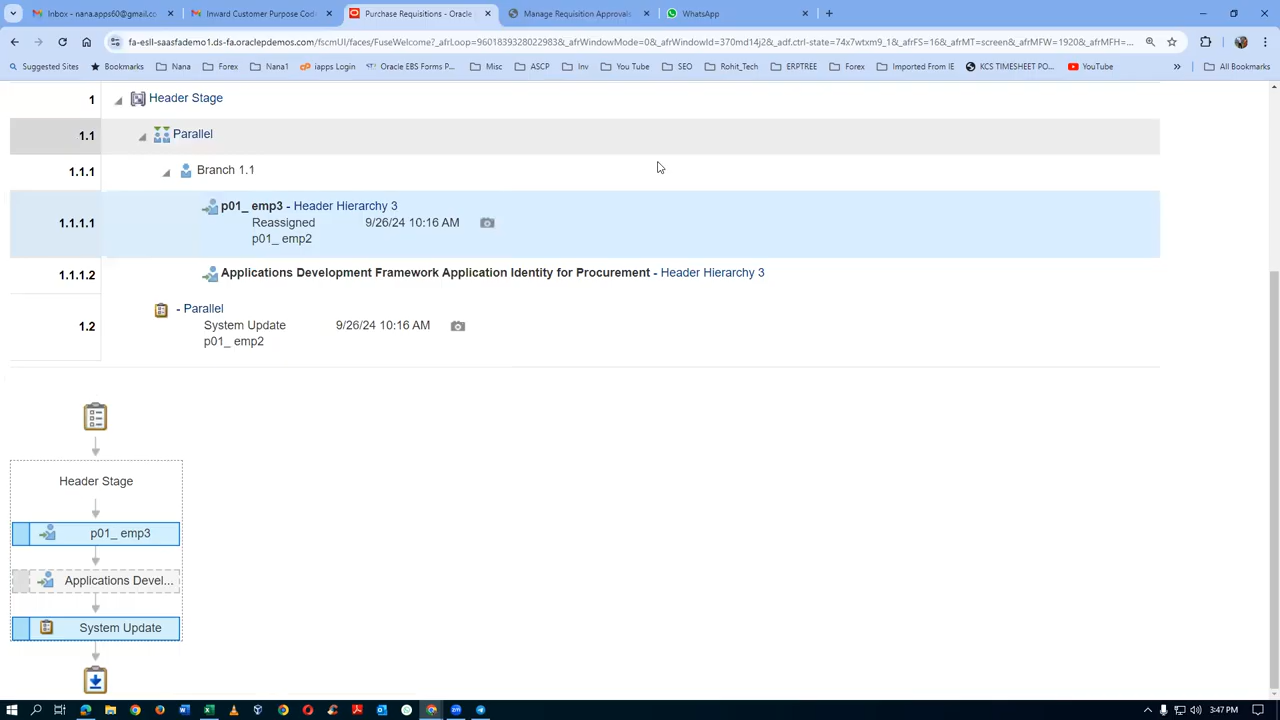 Inbox - nana.apps60@gmail.co
Inward Customer Purpose Cod
Purchase Requisitions - Oracle
Manage Requisition Approvals
WhatsApp
fa-esll-saasfademo1.ds-fa.oraclepdemos.com/fscmUI/faces/FuseWelcome?_afrLoop=9601839328022983&_afrWindowMode=0&_afrWindowId=370md14j2&_adf.ctrl-state=74x7wtxm9_1&_afrFS=16&_afrMT=screen&_afrMFW=1920&_afrMFH=...
Suggested Sites
Bookmarks
Nana
Forex
Nana1
iapps Login
Oracle EBS Forms P...
Misc
ASCP
Inv
You Tube
SEO
Rohit_Tech
ERPTREE
Forex
Imported From IE
KCS TIMESHEET PO...
YouTube
All Bookmarks
1 Header Stage
1.1 Parallel
1.1.1 Branch 1.1
p01_ emp3 - Header Hierarchy 3
1.1.1.1 Reassigned 9/26/24 10:16 AM
p01_ emp2
1.1.1.2 Applications Development Framework Application Identity for Procurement - Header Hierarchy 3
- Parallel
1.2 System Update 9/26/24 10:16 AM
p01_ emp2
Header Stage
p01_ emp3
Applications Devel...
System Update
3:47 PM